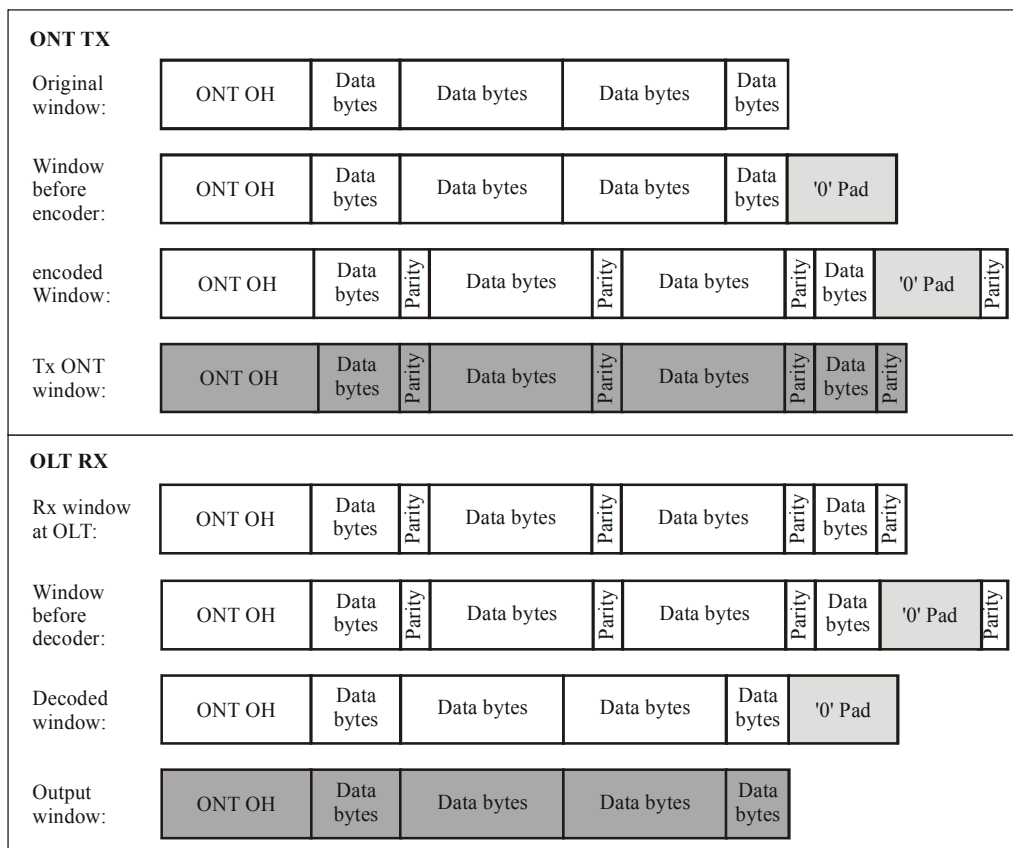 ONT TX
Original
window:
ONT OH
Data
bytes
Data bytes
Data bytes
Data
bytes
Window
before
encoder:
ONT OH
Data
bytes
Data bytes
Data bytes
Data
bytes
'0' Pad
encoded
Window:
ONT OH
Data
bytes
Parity
Data bytes
Parity
Data bytes
Parity
Data
bytes
'0' Pad
Parity
Tx ONT
window:
ONT OH
Data
bytes
Parity
Data bytes
Parity
Data bytes
Parity
Data
bytes
Parity
OLT RX
Rx window
at OLT:
ONT OH
Data
bytes
Parity
Data bytes
Parity
Data bytes
Parity
Data
bytes
Parity
Window
before
decoder:
ONT OH
Data
bytes
Parity
Data bytes
Parity
Data bytes
Parity
Data
bytes
'0' Pad
Parity
Decoded
window:
ONT OH
Data
bytes
Data bytes
Data bytes
Data
bytes
'0' Pad
Output
window:
ONT OH
Data
bytes
Data bytes
Data bytes
Data
bytes